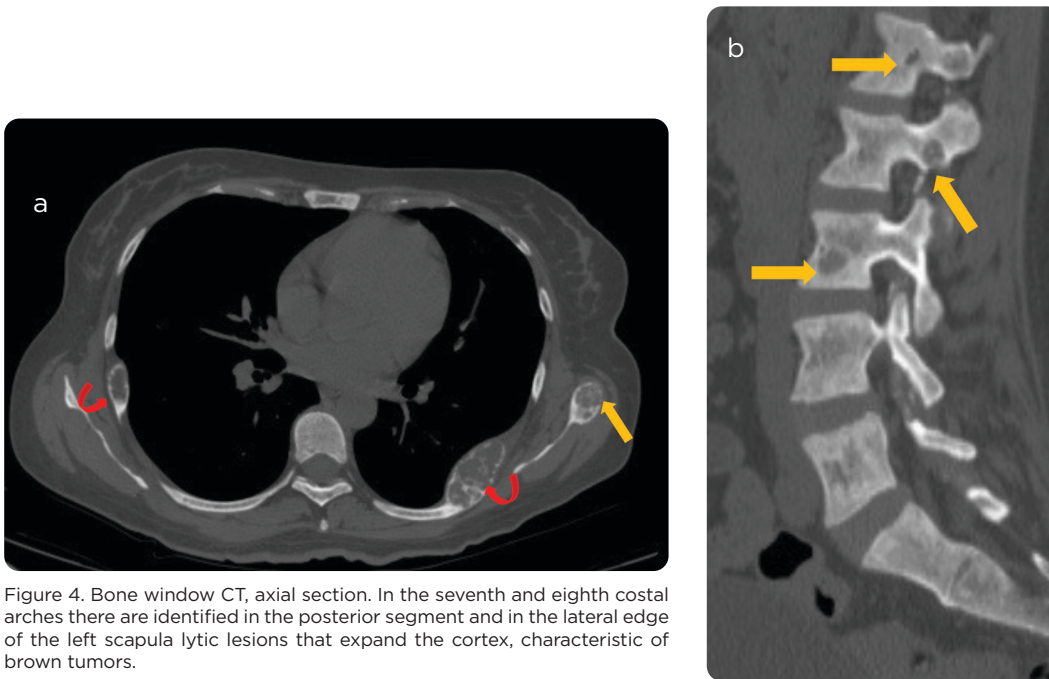 a
b
Figure 4. Bone window CT, axial section. In the seventh and eighth costal
arches there are identified in the posterior segment and in the lateral edge
of the left scapula lytic lesions that expand the cortex, characteristic of
brown tumors.